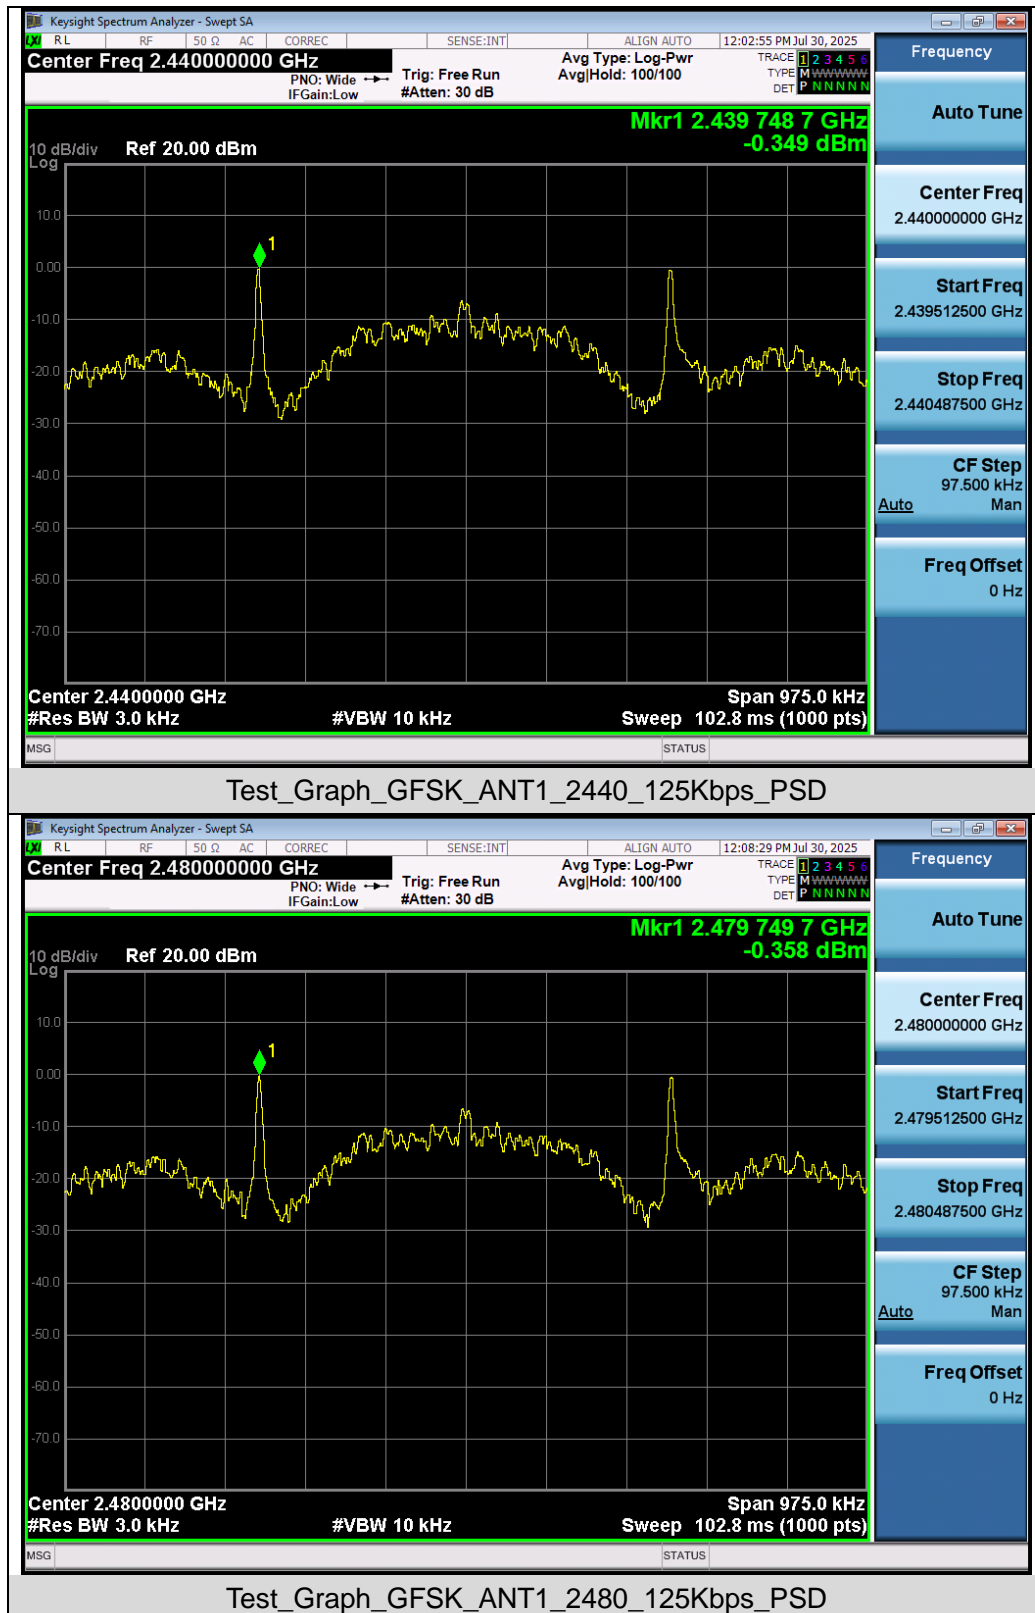 Keysight Spectrum Analyzer - Swept SA
LXI RL RF 50 Ω AC CORREC SENSE:INT ALIGN AUTO 12:02:55 PM Jul 30, 2025
Center Freq 2.440000000 GHz
PNO: Wide
IFGain:Low
Trig: Free Run
#Atten: 30 dB
Avg Type: Log-Pwr
Avg|Hold: 100/100
TRACE 1 2 3 4 5 6
TYPE M W W W W W
DET P N N N N N
Mkr1 2.439 748 7 GHz
-0.349 dBm
10 dB/div Ref 20.00 dBm
Log
10.0
1
0.00
-10.0
-20.0
-30.0
-40.0
-50.0
-60.0
-70.0
Center 2.4400000 GHz Span 975.0 kHz
#Res BW 3.0 kHz #VBW 10 kHz Sweep 102.8 ms (1000 pts)
MSG STATUS
Frequency
Auto Tune
Center Freq
2.440000000 GHz
Start Freq
2.439512500 GHz
Stop Freq
2.440487500 GHz
CF Step
97.500 kHz
Auto Man
Freq Offset
0 Hz
Test_Graph_GFSK_ANT1_2440_125Kbps_PSD
Keysight Spectrum Analyzer - Swept SA
LXI RL RF 50 Ω AC CORREC SENSE:INT ALIGN AUTO 12:08:29 PM Jul 30, 2025
Center Freq 2.480000000 GHz
PNO: Wide
IFGain:Low
Trig: Free Run
#Atten: 30 dB
Avg Type: Log-Pwr
Avg|Hold: 100/100
TRACE 1 2 3 4 5 6
TYPE M W W W W W
DET P N N N N N
Mkr1 2.479 749 7 GHz
-0.358 dBm
10 dB/div Ref 20.00 dBm
Log
10.0
1
0.00
-10.0
-20.0
-30.0
-40.0
-50.0
-60.0
-70.0
Center 2.4800000 GHz Span 975.0 kHz
#Res BW 3.0 kHz #VBW 10 kHz Sweep 102.8 ms (1000 pts)
MSG STATUS
Frequency
Auto Tune
Center Freq
2.480000000 GHz
Start Freq
2.479512500 GHz
Stop Freq
2.480487500 GHz
CF Step
97.500 kHz
Auto Man
Freq Offset
0 Hz
Test_Graph_GFSK_ANT1_2480_125Kbps_PSD